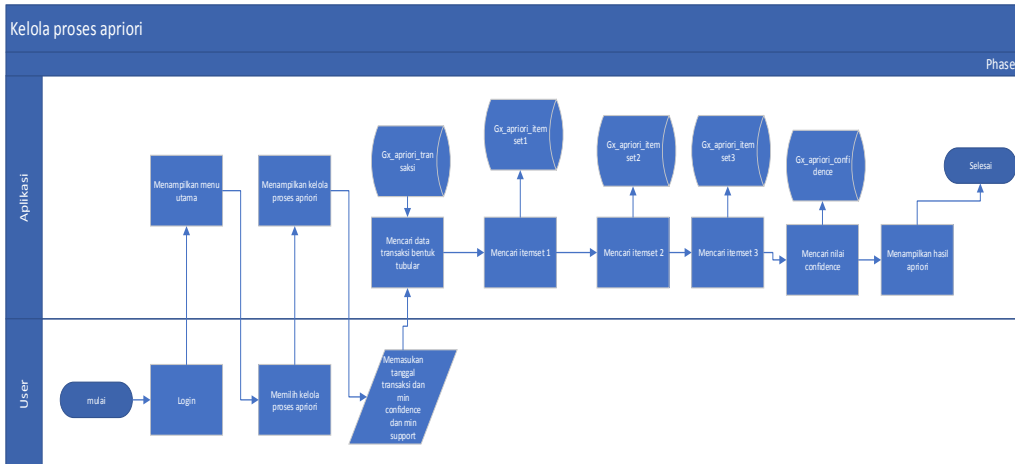 Kelola proses apriori
Phase
Aplikasi
Gx_apriori_tran
saksi
Gx_apriori_item
set1
Gx_apriori_item
set2
Gx_apriori_item
set3
Gx_apriori_confi
dence
Selesai
Menampilkan menu
utama
Menampilkan kelola
proses apriori
Mencari data
transaksi bentuk
tubular
Mencari itemset 1
Mencari itemset 2
Mencari itemset 3
Mencari nilai
confidence
Menampilkan hasil
apriori
User
mulai
Login
Memilih kelola
proses apriori
Memasukan
tanggal
transaksi dan
min
confidence
dan min
support